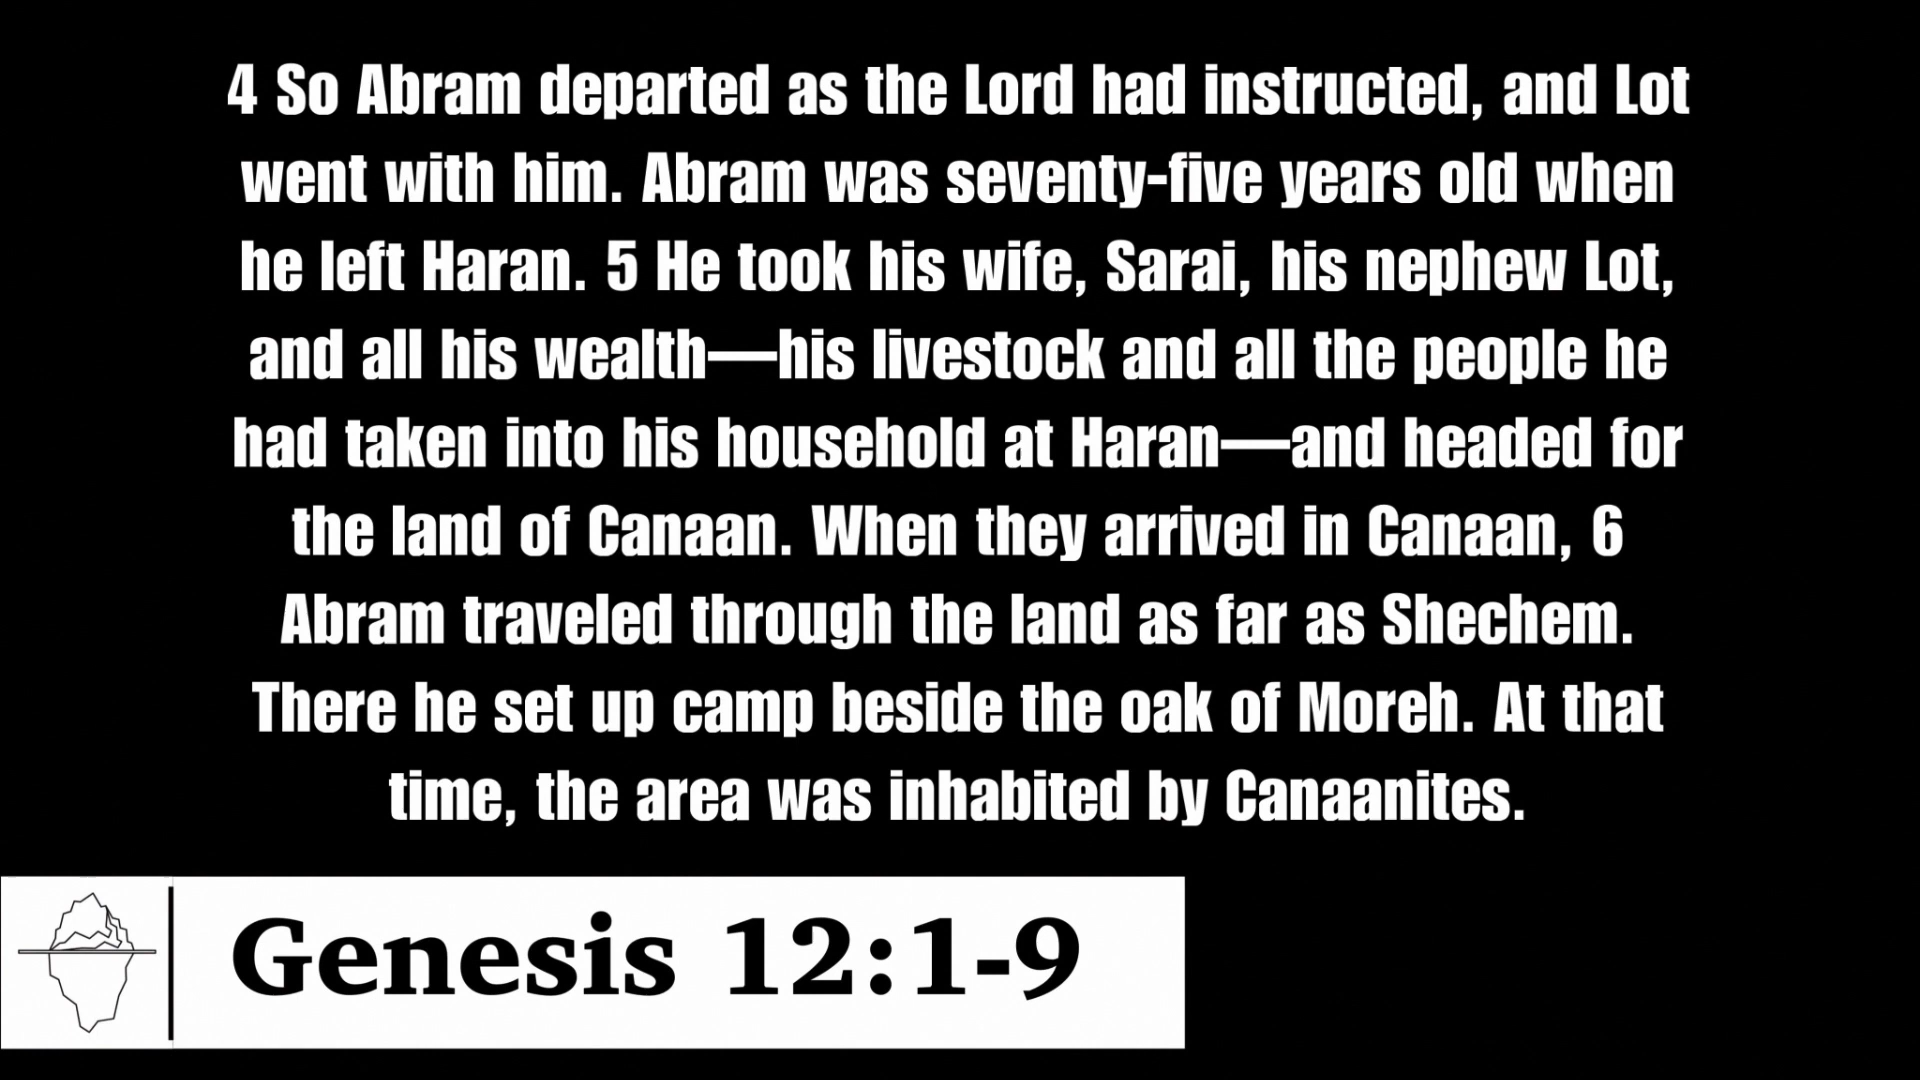 4 So Abram departed as the Lord had instructed, and Lot
went with him. Abram was seventy-five years old when
he left Haran. 5 He took his wife, Sarai, his nephew Lot,
and all his wealth—his livestock and all the people he
had taken into his household at Haran—and headed for
the land of Canaan. When they arrived in Canaan, 6
Abram traveled through the land as far as Shechem.
There he set up camp beside the oak of Moreh. At that
time, the area was inhabited by Canaanites.
Genesis 12:1-9